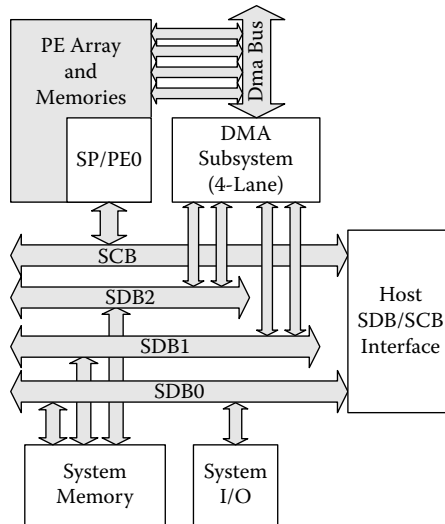 PE Array
and
Memories
Dma Bus
SP/PE0
DMA
Subsystem
(4-Lane)
SCB
SDB2
SDB1
SDB0
Host
SDB/SCB
Interface
System
Memory
System
I/O